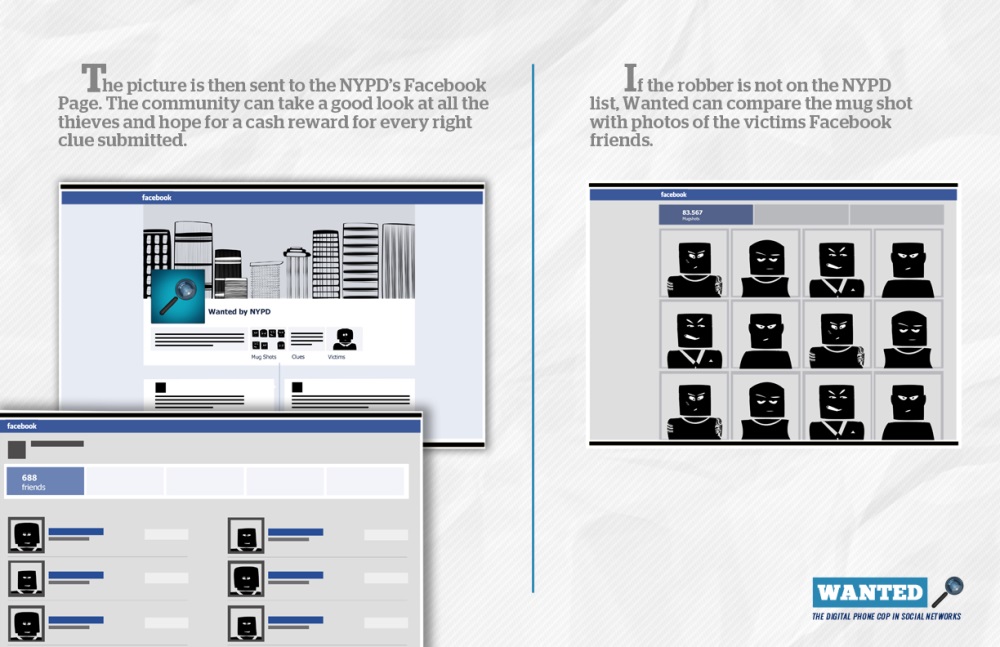 The picture is then sent to the NYPD's Facebook
Page. The community can take a good look at all the
thieves and hope for a cash reward for every right
clue submitted.
facebook
Wanted by NYPD
Mug Shots
Clues
Victims
facebook
688
friends
If the robber is not on the NYPD
list, Wanted can compare the mug shot
with photos of the victims Facebook
friends.
facebook
83.567
Mugshots
WANTED
THE DIGITAL PHONE COP IN SOCIAL NETWORKS